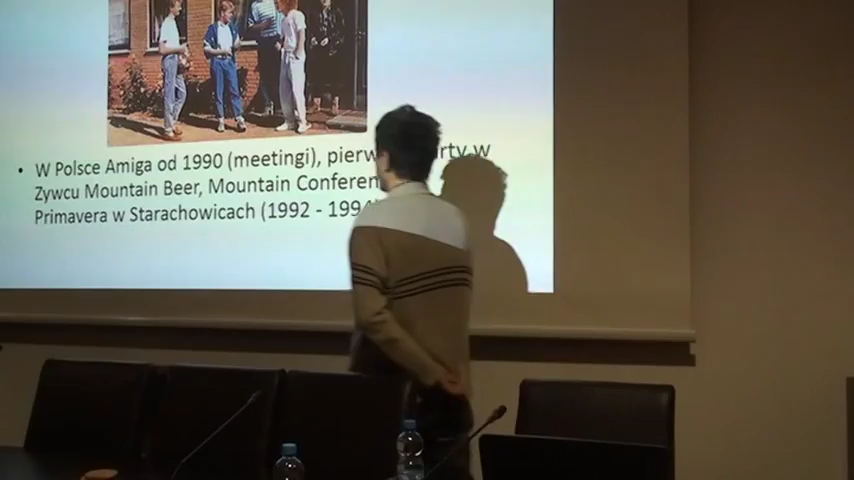 • W Polsce Amiga od 1990 (meetingi), w
Zywcu Mountain Beer, Mountain
Primavera w Starachowicach (1992 - 1994